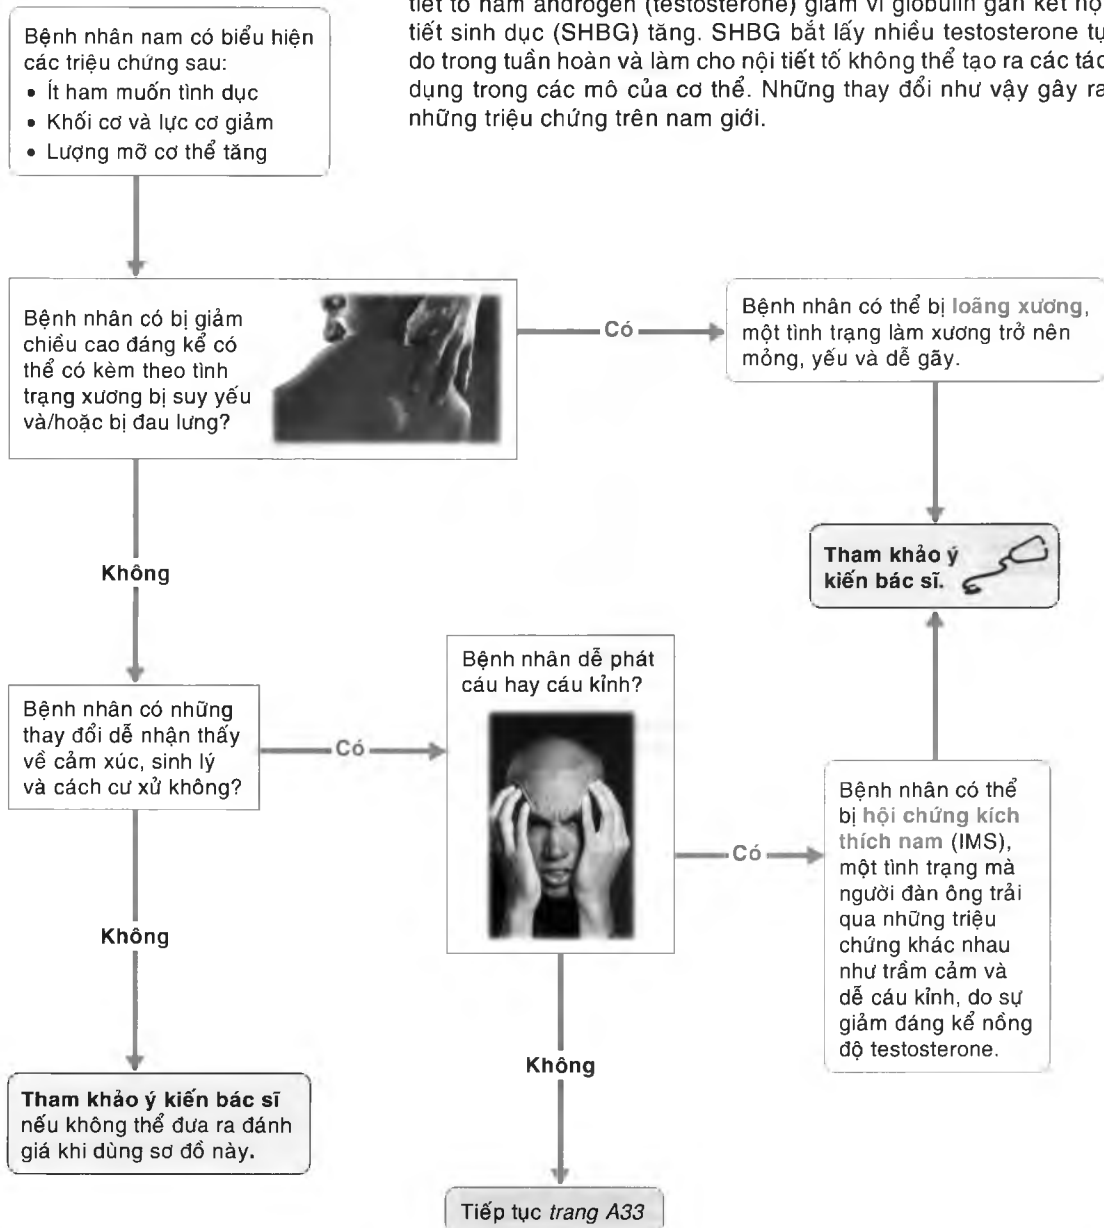 tiết tố nam androgen (testosterone) giảm vì globulin gắn kết nội
tiết sinh dục (SHBG) tăng. SHBG bắt lấy nhiều testosterone tự
do trong tuần hoàn và làm cho nội tiết tố không thể tạo ra các tác
dụng trong các mô của cơ thể. Những thay đổi như vậy gây ra
những triệu chứng trên nam giới.
Bệnh nhân nam có biểu hiện
các triệu chứng sau:
• Ít ham muốn tình dục
• Khối cơ và lực cơ giảm
• Lượng mỡ cơ thể tăng
Bệnh nhân có bị giảm
chiều cao đáng kể có
thể có kèm theo tình
trạng xương bị suy yếu
và/hoặc bị đau lưng?
Có
Bệnh nhân có thể bị loãng xương,
một tình trạng làm xương trở nên
mỏng, yếu và dễ gãy.
Tham khảo ý
kiến bác sĩ.
Không
Bệnh nhân có những
thay đổi dễ nhận thấy
về cảm xúc, sinh lý
và cách cư xử không?
Có
Bệnh nhân dễ phát
cáu hay cáu kỉnh?
Có
Bệnh nhân có thể
bị hội chứng kích
thích nam (IMS),
một tình trạng mà
người đàn ông trải
qua những triệu
chứng khác nhau
như trầm cảm và
dễ cáu kỉnh, do sự
giảm đáng kể nồng
độ testosterone.
Không
Tham khảo ý kiến bác sĩ
nếu không thể đưa ra đánh
giá khi dùng sơ đồ này.
Không
Tiếp tục trang A33